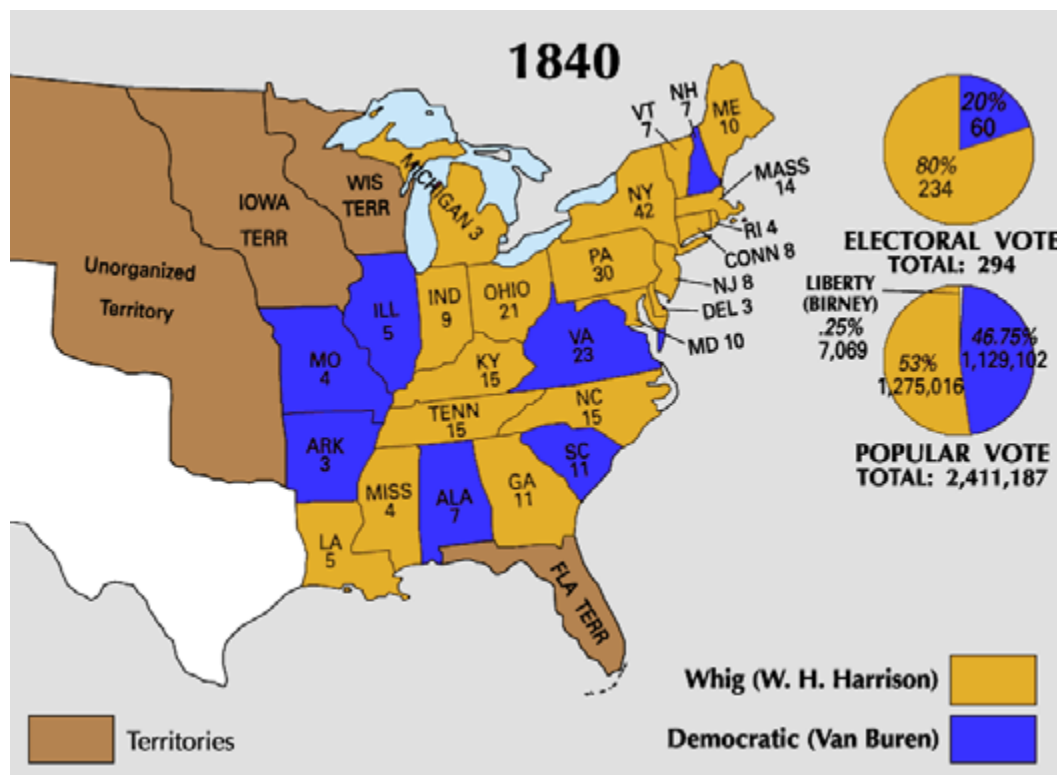 1840
NH
7
VT
7
ME
10
MASS
14
20%
60
80%
234
ELECTORAL VOTE
TOTAL: 294
MICHIGAN 3
WIS
TERR
IOWA
TERR
Unorganized
Territory
NY
42
RI 4
CONN 8
PA
30
NJ 8
DEL 3
MD 10
LIBERTY
(BIRNEY)
.25%
7,069
46.75%
1,129,102
53%
1,275,016
POPULAR VOTE
TOTAL: 2,411,187
ILL
5
IND
9
OHIO
21
VA
23
MO
4
KY
15
TENN
15
NC
15
ARK
3
MISS
4
ALA
7
GA
11
SC
11
LA
5
FLA TERR
Whig (W. H. Harrison)
Democratic (Van Buren)
Territories